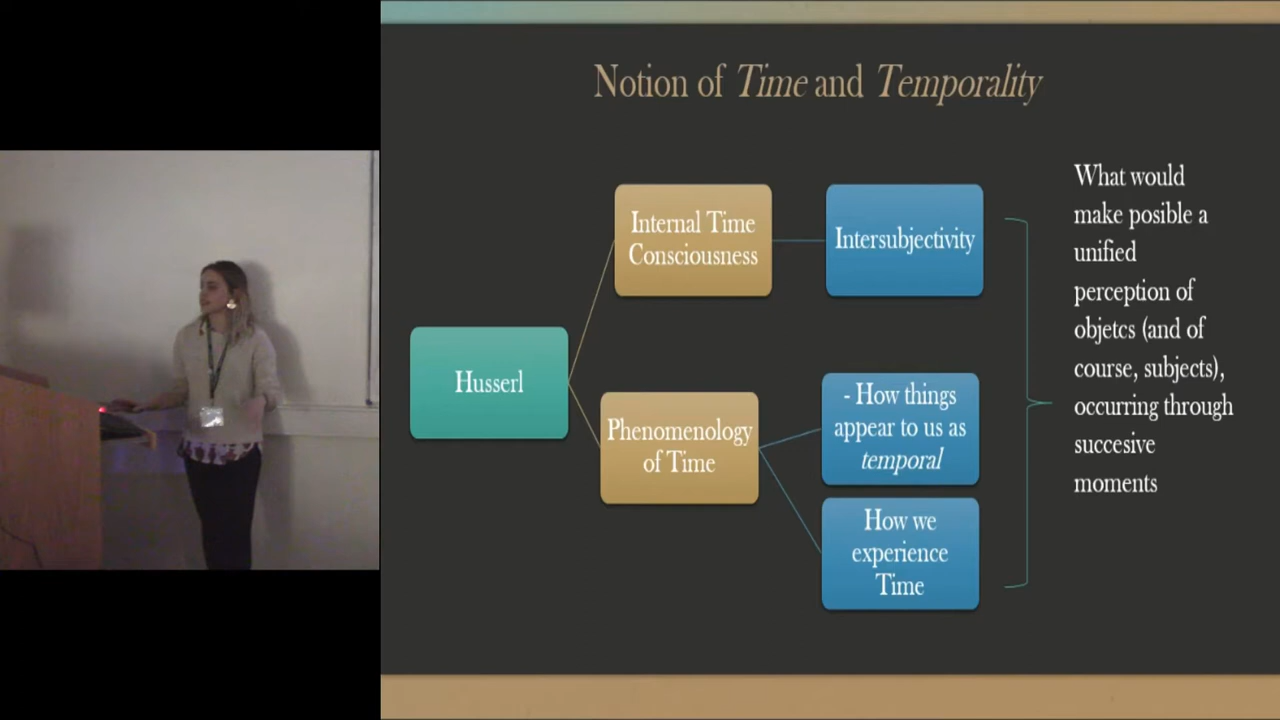 Notion of Time and Temporality
Husserl
Internal Time
Consciousness
Intersubjectivity
Phenomenology
of Time
- How things
appear to us as
temporal
How we
experience
Time
What would
make posible a
unified
perception of
objetcs (and of
course, subjects),
occurring through
succesive
moments